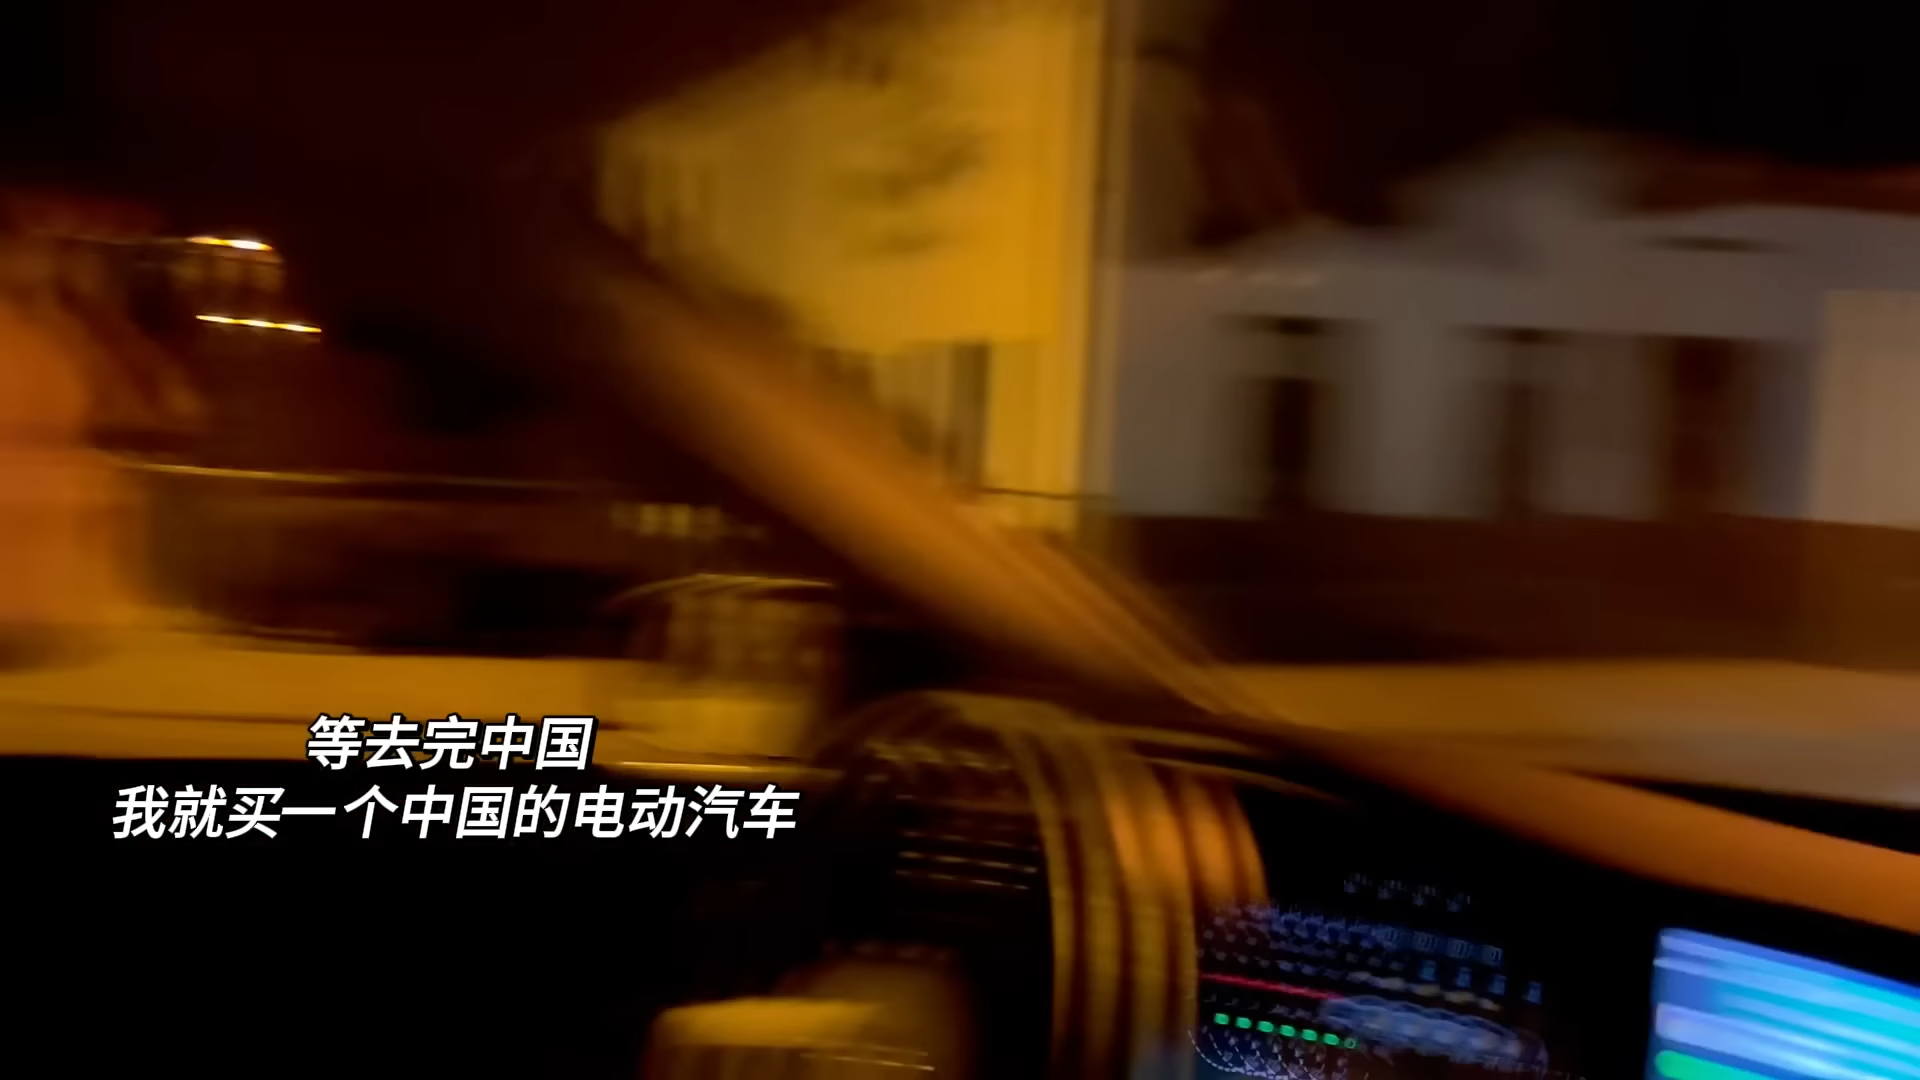 等去完中国
我就买一个中国的电动汽车